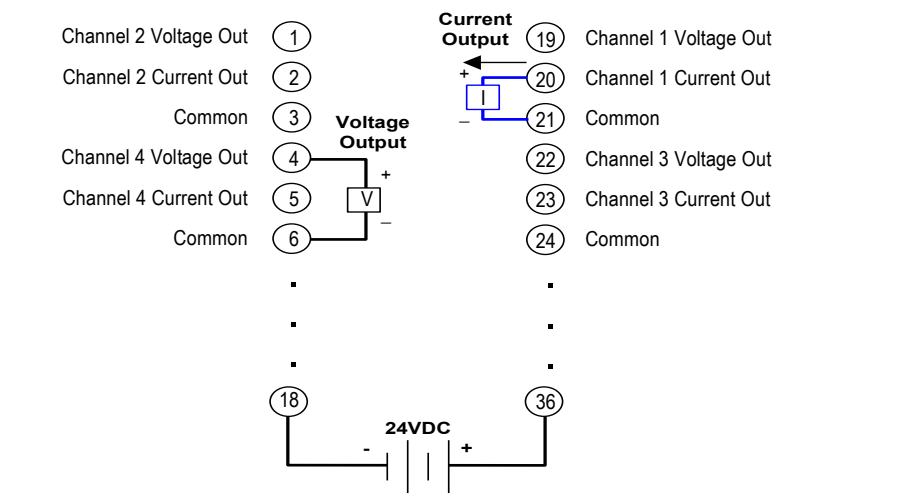 Channel 2 Voltage Out 1
Channel 2 Current Out 2
Common 3
Channel 4 Voltage Out 4
Channel 4 Current Out 5
Common 6
18
Voltage
Output
+
V
–
Current
Output
+
I
–
19 Channel 1 Voltage Out
20 Channel 1 Current Out
21 Common
22 Channel 3 Voltage Out
23 Channel 3 Current Out
24 Common
36
24VDC
- +